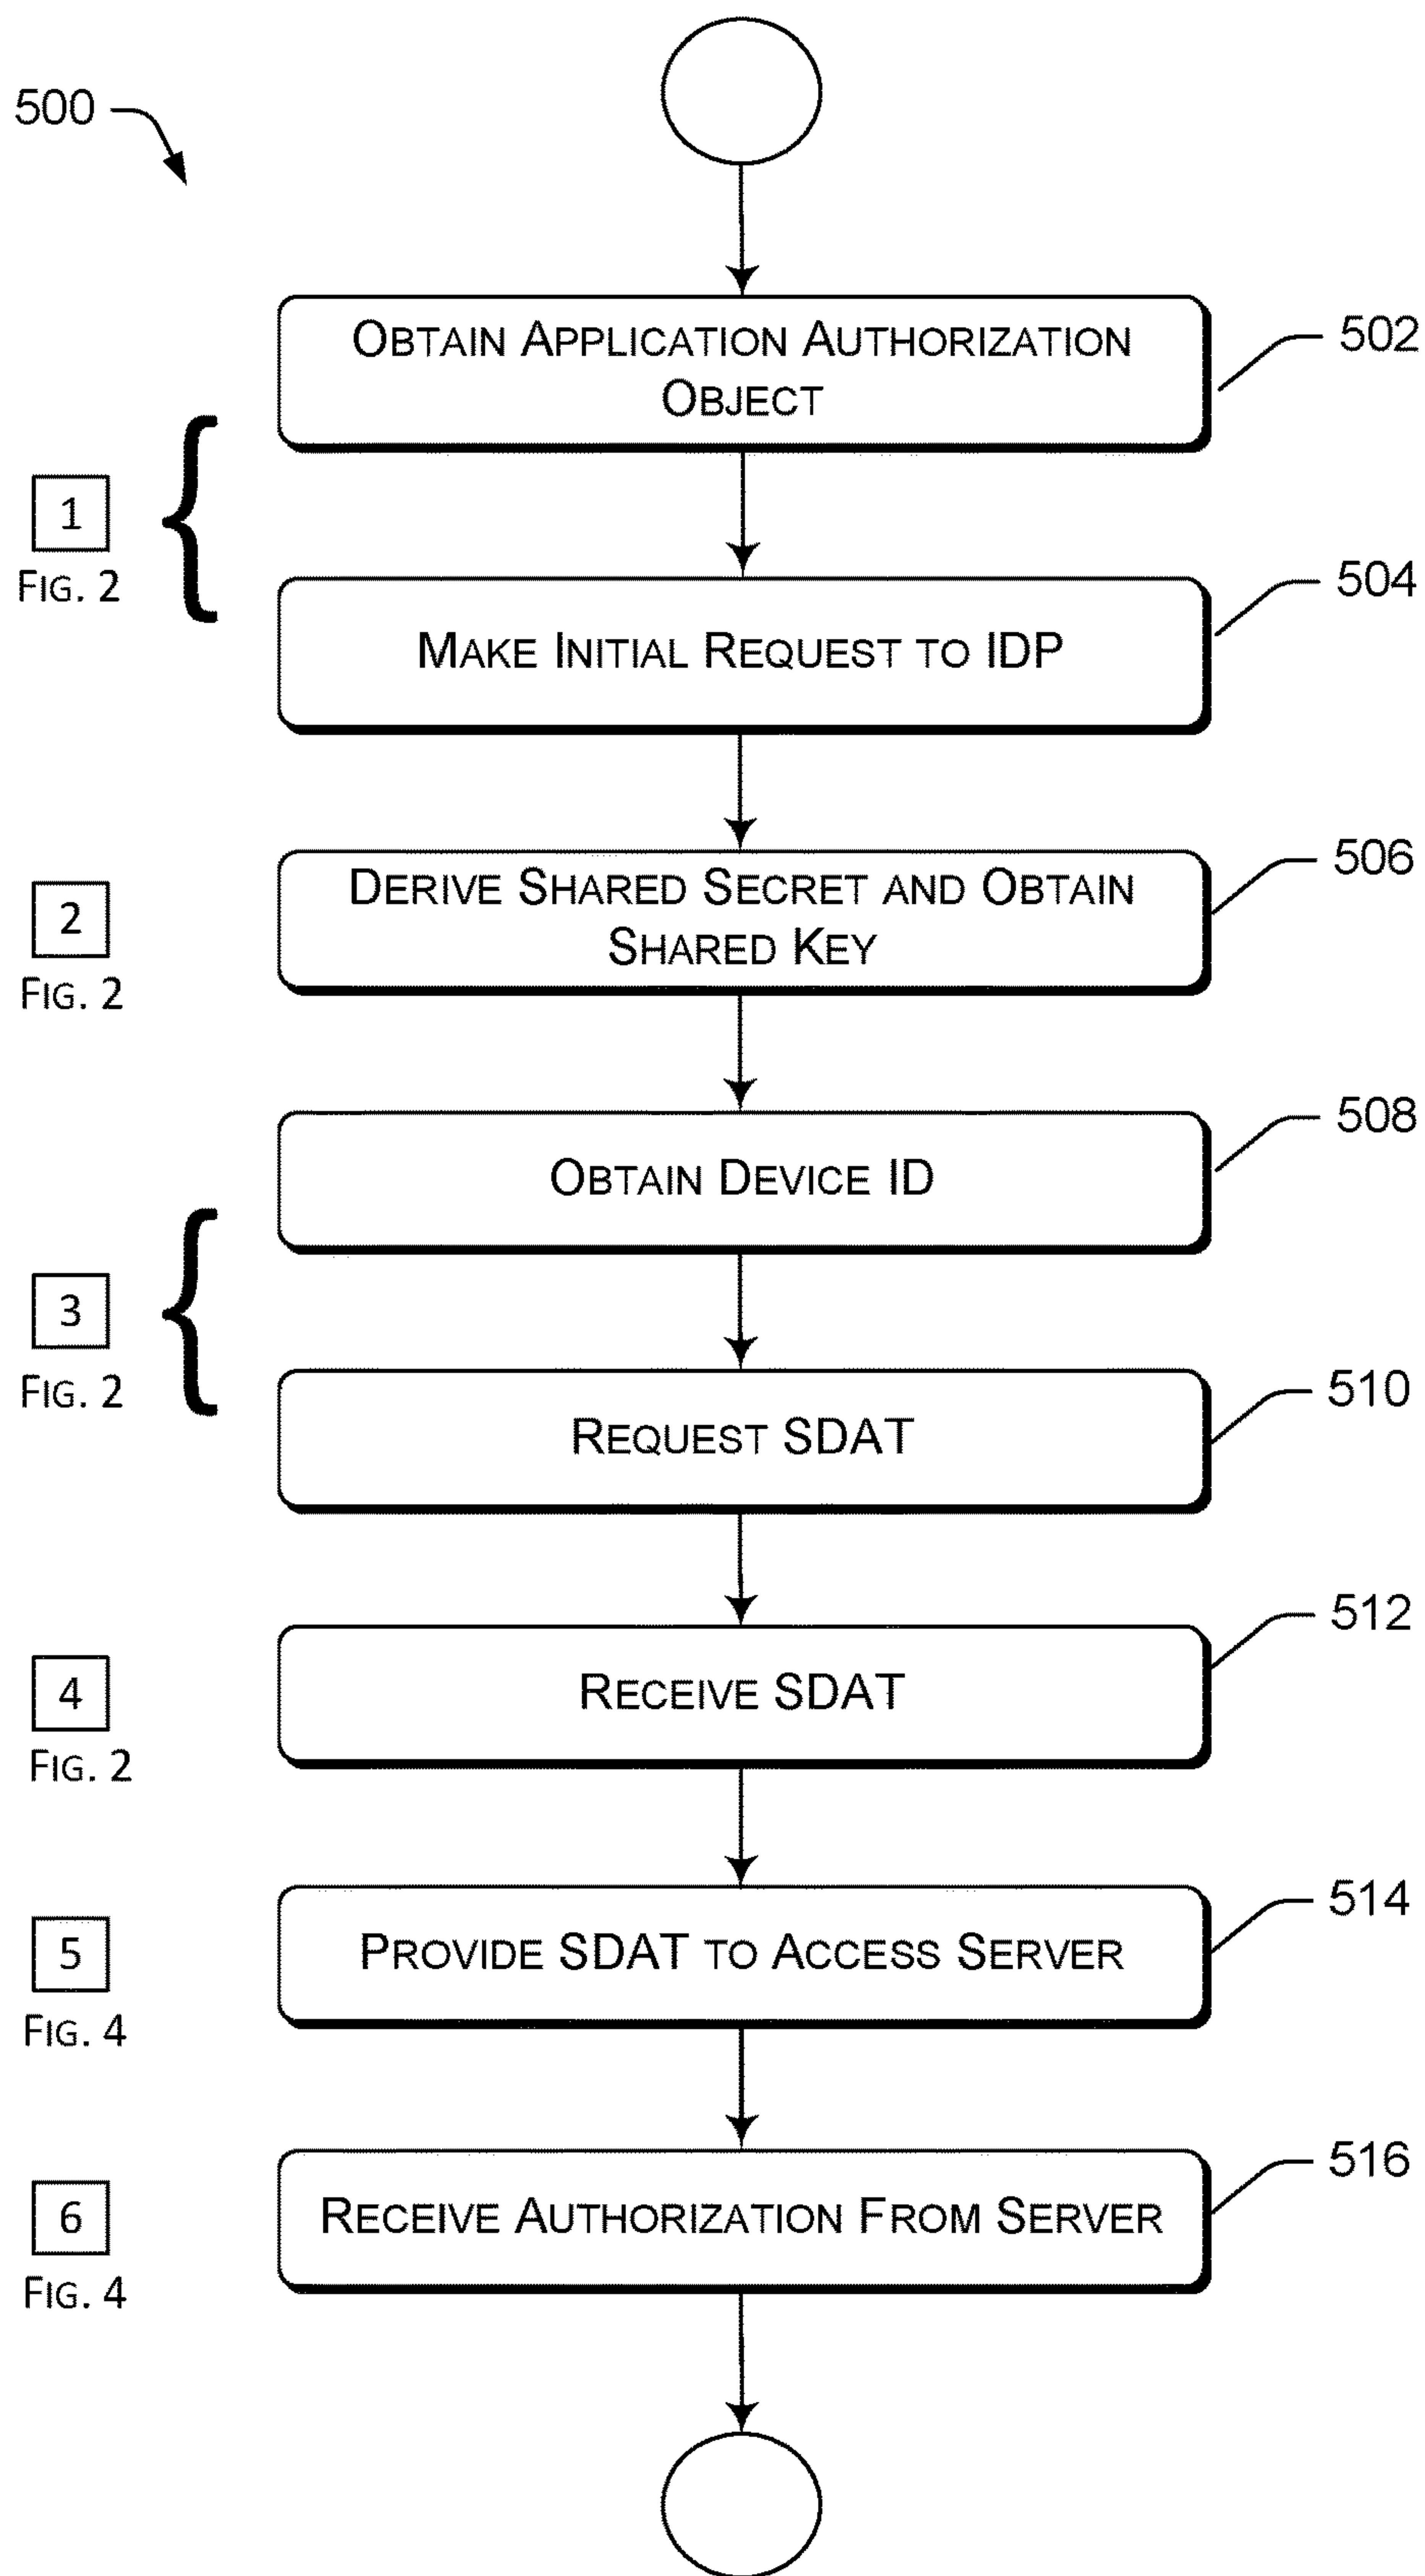 500
OBTAIN APPLICATION AUTHORIZATION
OBJECT
502
1
FIG. 2
MAKE INITIAL REQUEST TO IDP
504
2
FIG. 2
DERIVE SHARED SECRET AND OBTAIN
SHARED KEY
506
OBTAIN DEVICE ID
508
3
FIG. 2
REQUEST SDAT
510
4
FIG. 2
RECEIVE SDAT
512
5
FIG. 4
PROVIDE SDAT TO ACCESS SERVER
514
6
FIG. 4
RECEIVE AUTHORIZATION FROM SERVER
516